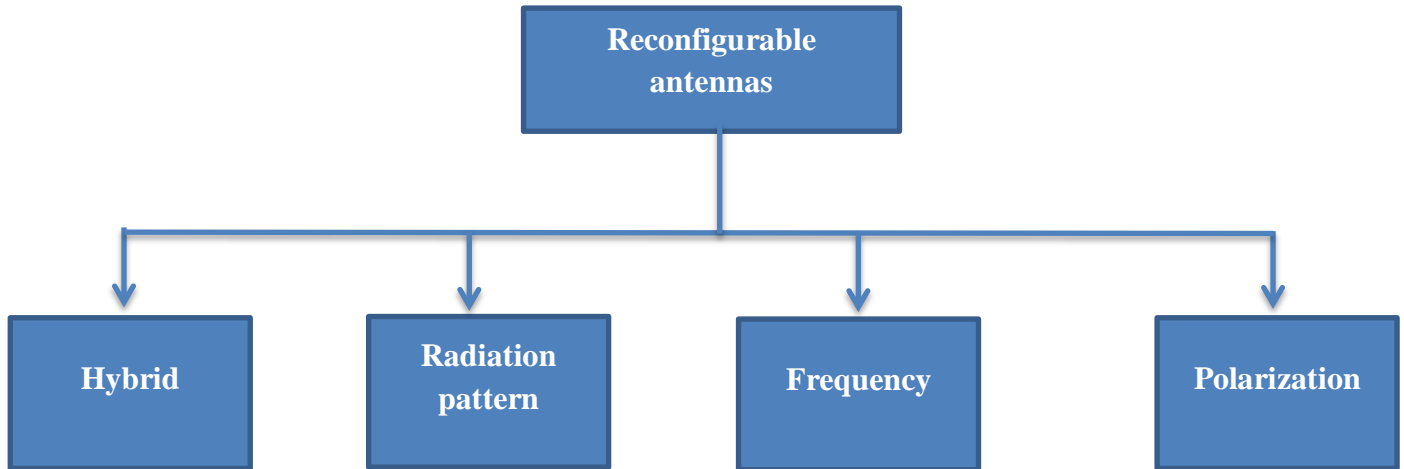 Reconfigurable
antennas
Hybrid
Radiation
pattern
Frequency
Polarization